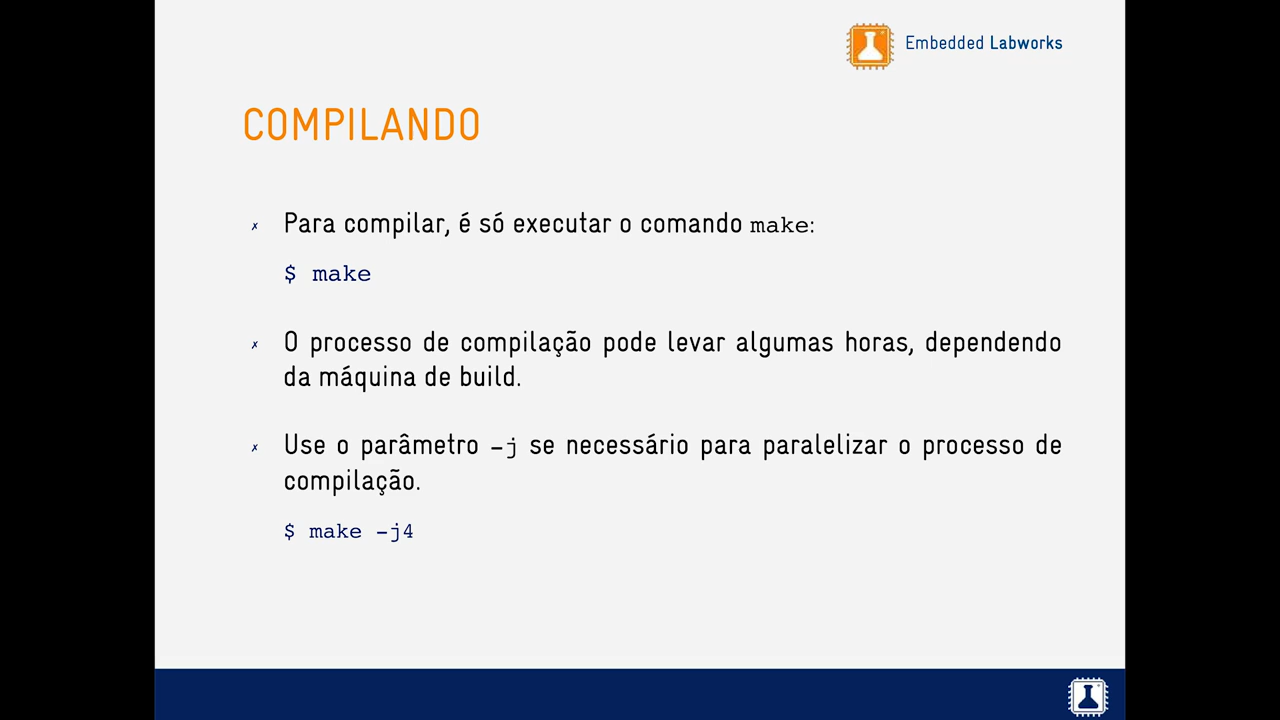 Embedded Labworks
COMPILANDO
✗ Para compilar, é só executar o comando make:
$ make
✗ O processo de compilação pode levar algumas horas, dependendo
da máquina de build.
✗ Use o parâmetro -j se necessário para paralelizar o processo de
compilação.
$ make -j4